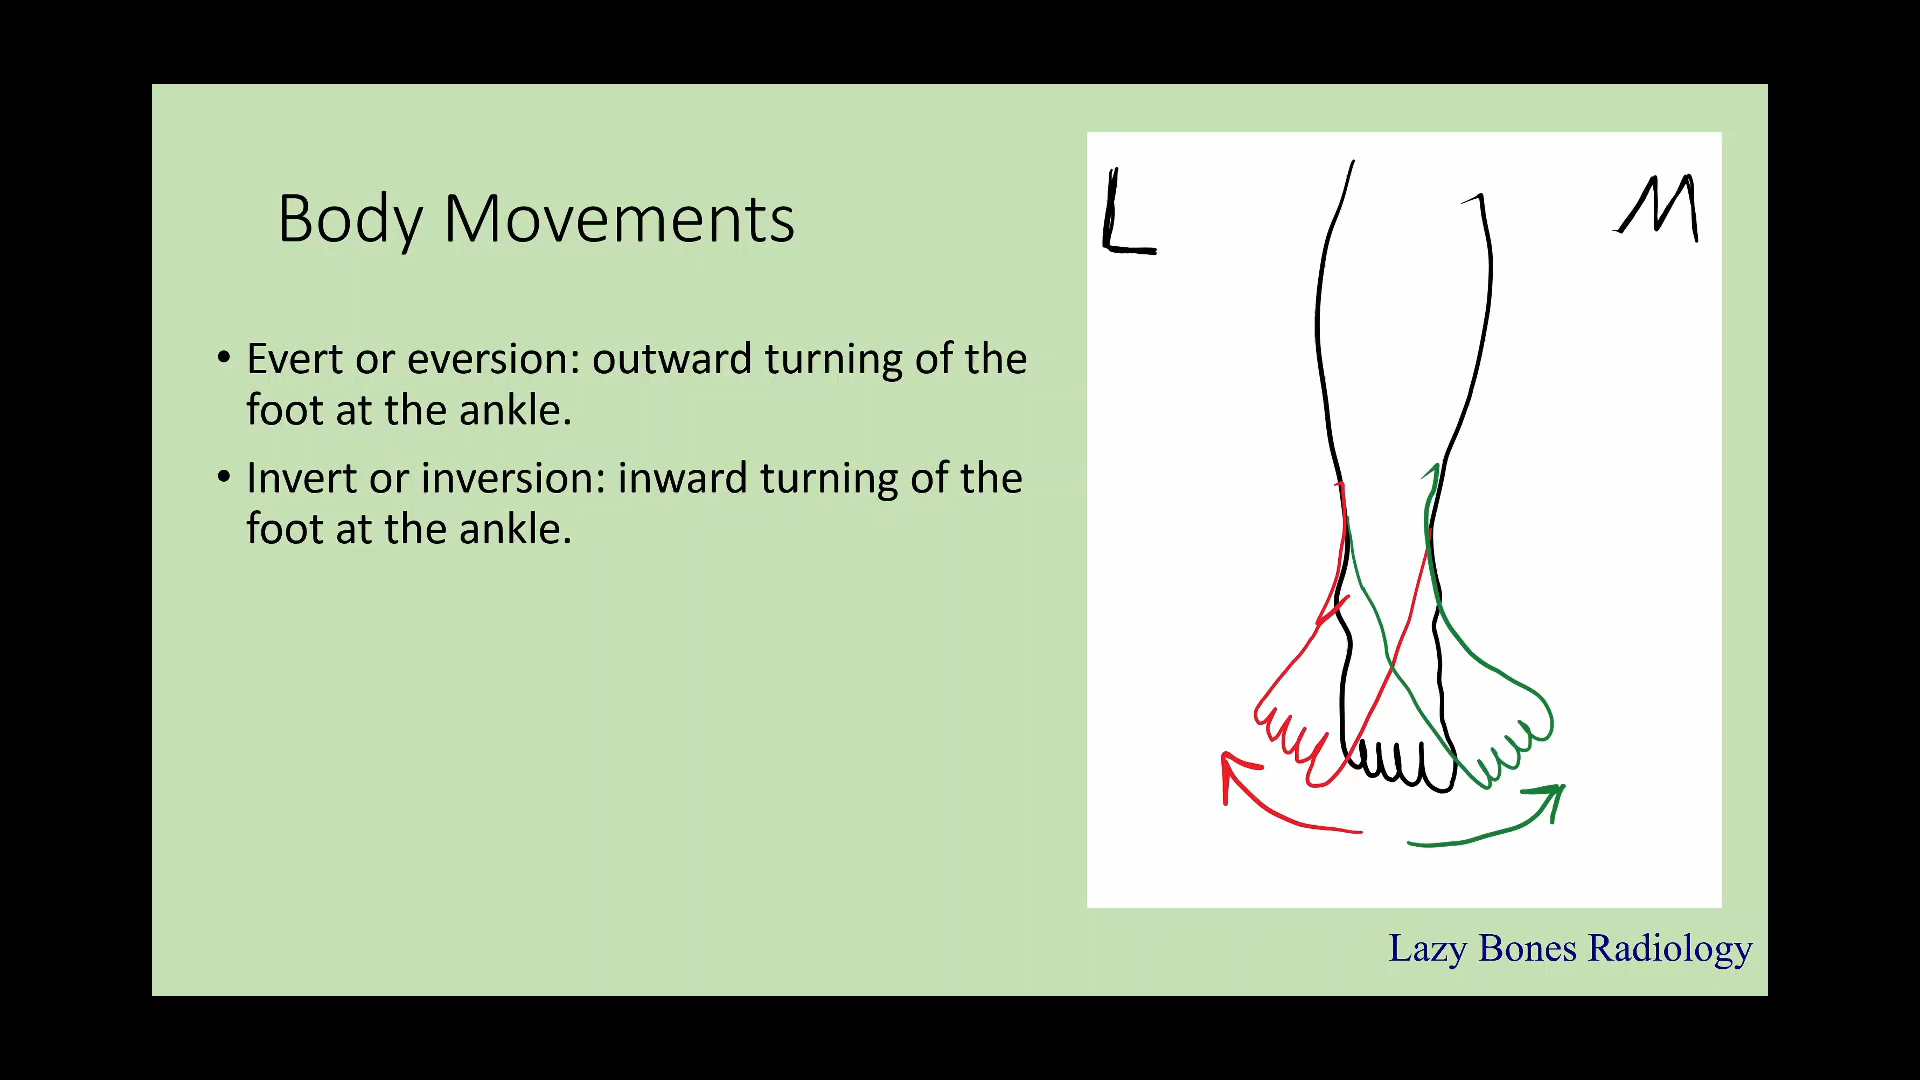 Body Movements
• Evert or eversion: outward turning of the
foot at the ankle.
• Invert or inversion: inward turning of the
foot at the ankle.
L M
Lazy Bones Radiology